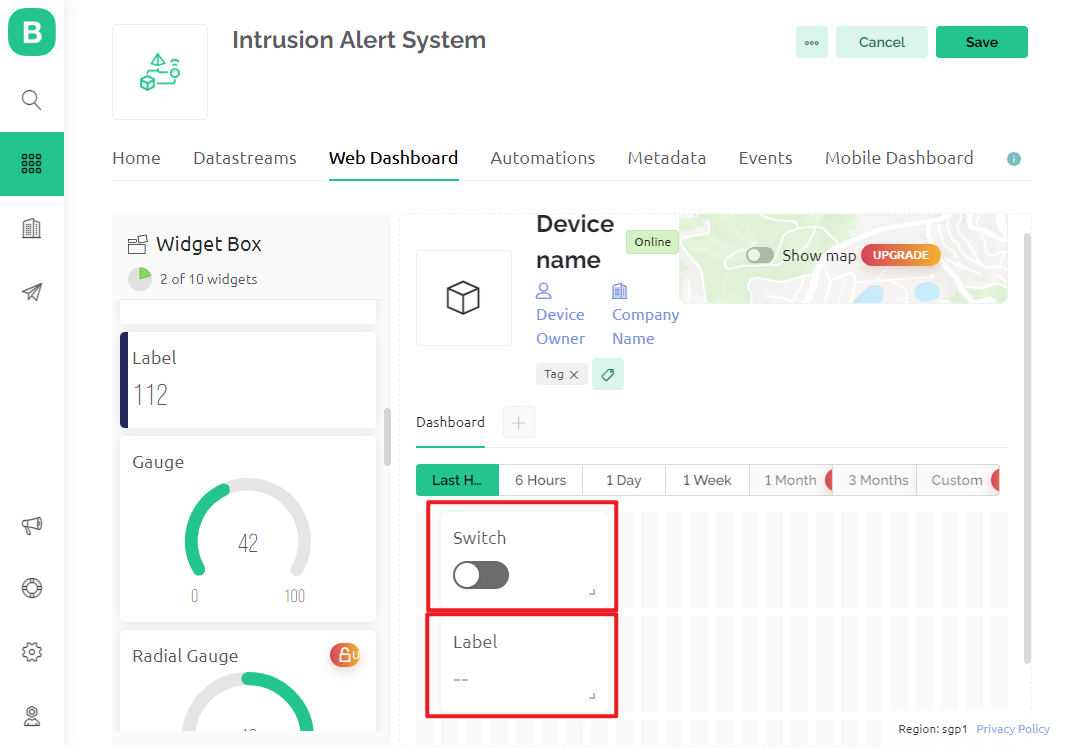 B
Intrusion Alert System
Cancel
Save
Home Datastreams Web Dashboard Automations Metadata Events Mobile Dashboard
i
Widget Box
2 of 10 widgets
Label
112
Gauge
42
0 100
Radial Gauge
U
Device name
Online
Device Owner
Company Name
Tag
Show map UPGRADE
Dashboard
Last H... 6 Hours 1 Day 1 Week 1 Month 3 Months Custom
Switch
Label
--
Region: sgp1 Privacy Policy